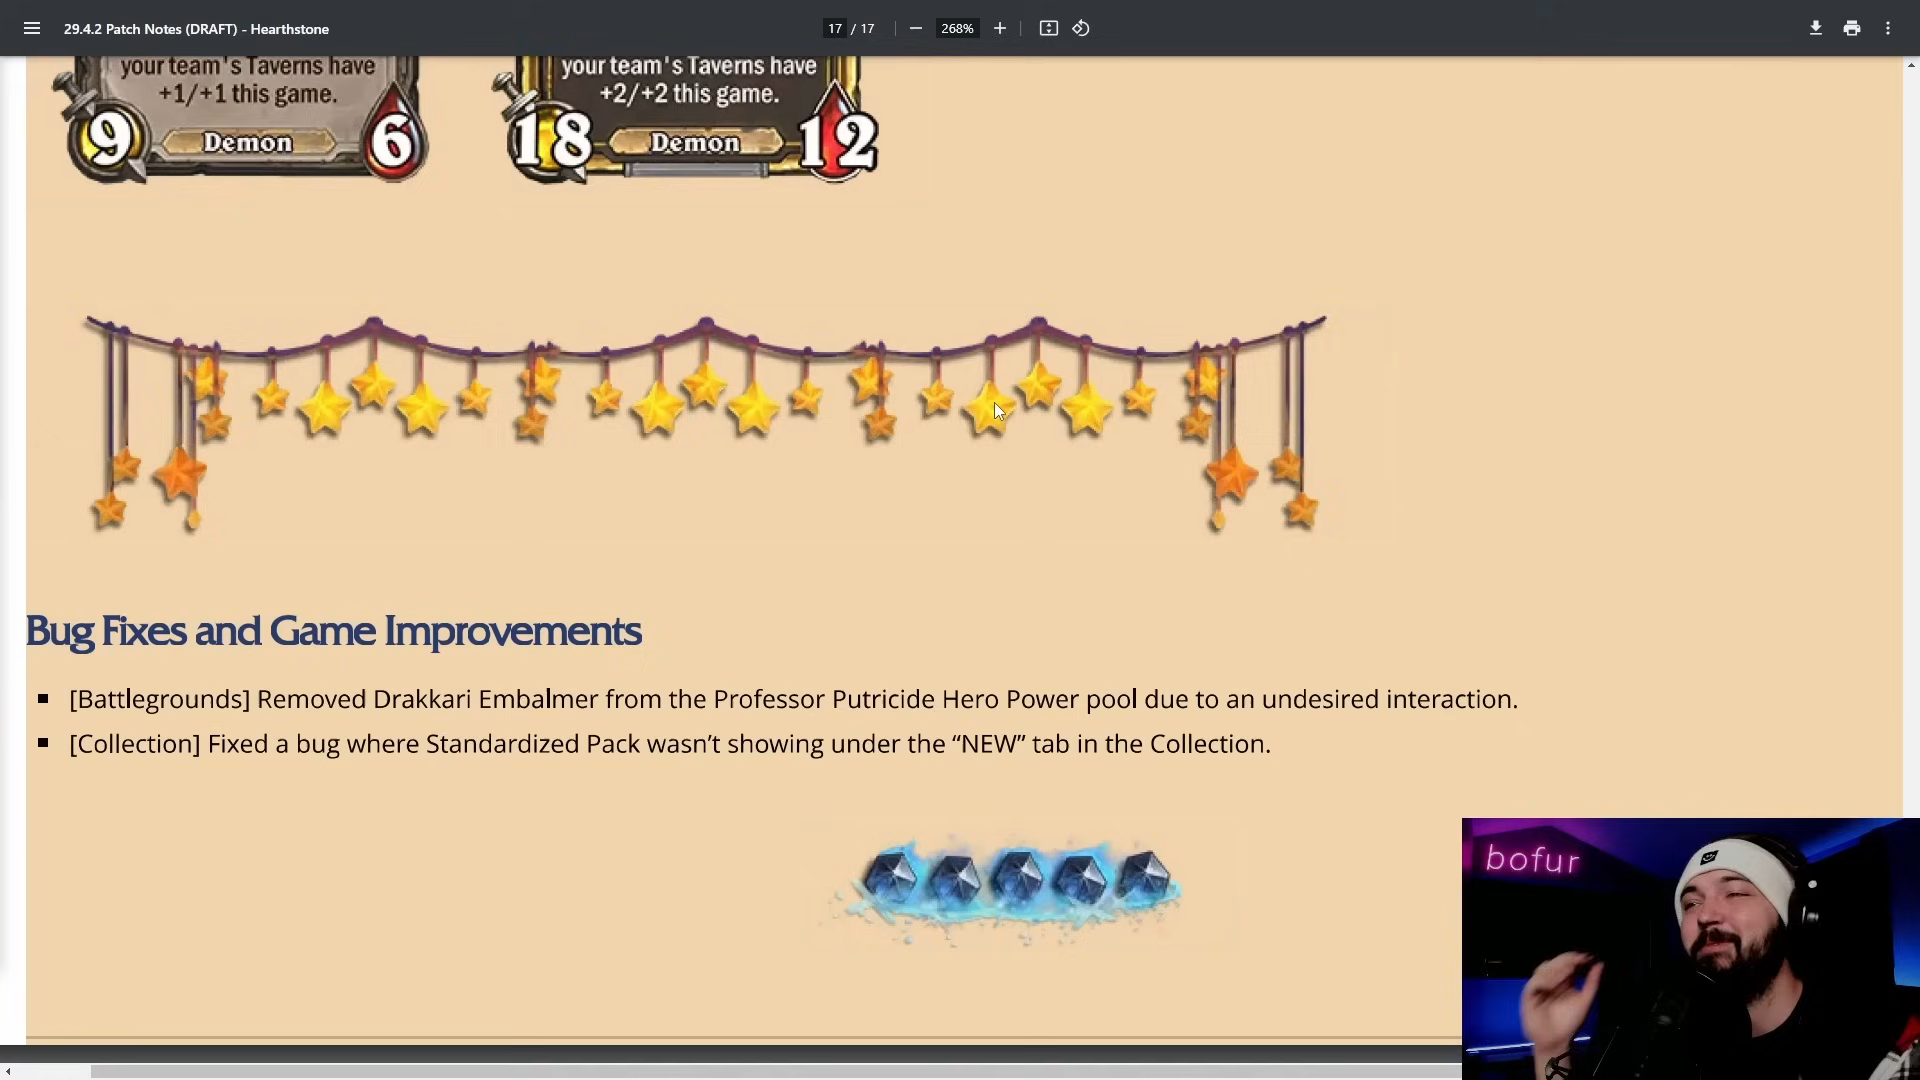 29.4.2 Patch Notes (DRAFT) - Hearthstone
17 / 17
268%
your team's Taverns have
+1/+1 this game.
9
Demon
6
your team's Taverns have
+2/+2 this game.
18
Demon
12
Bug Fixes and Game Improvements
[Battlegrounds] Removed Drakkari Embalmer from the Professor Putricide Hero Power pool due to an undesired interaction.
[Collection] Fixed a bug where Standardized Pack wasn’t showing under the “NEW” tab in the Collection.
bofur